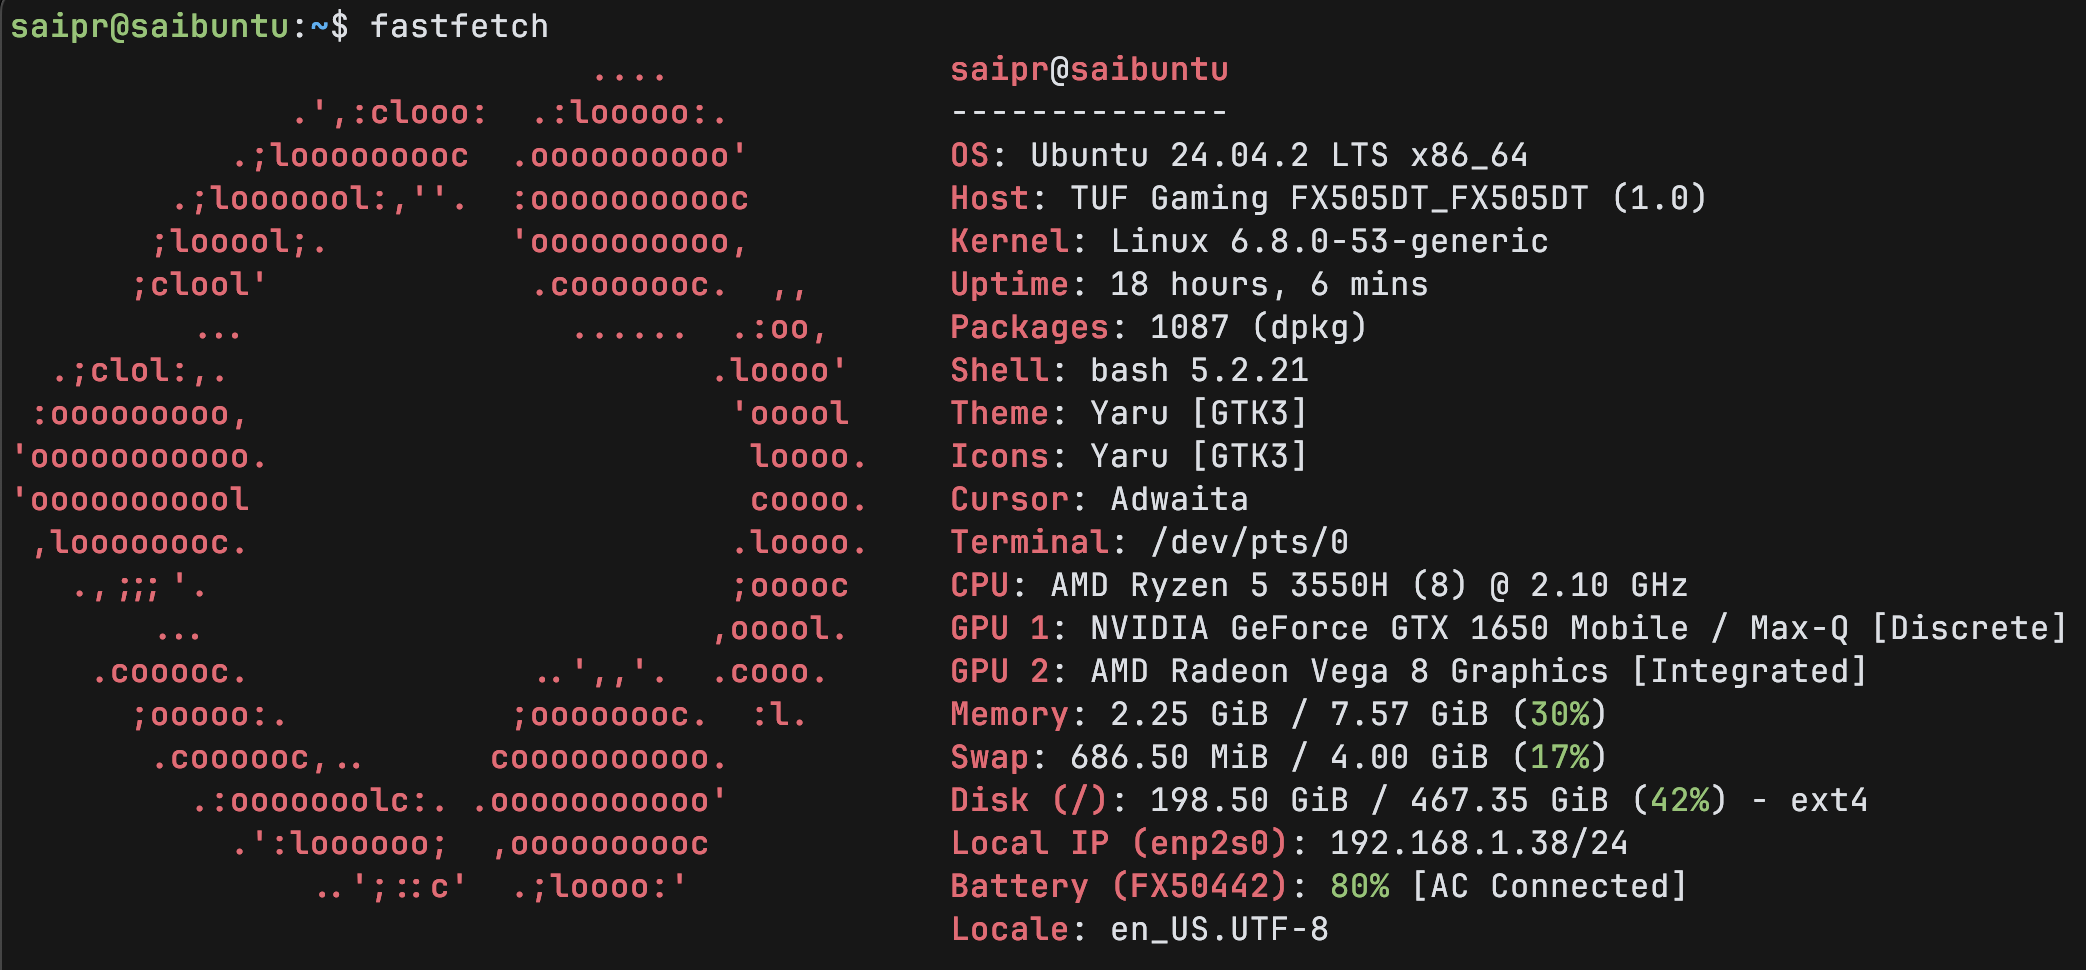 saipr@saibuntu:~$ fastfetch
                             ....              saipr@saibuntu
              .',:clooo:  .:looooo:.           --------------
           .;looooooooc  .oooooooooo'          OS: Ubuntu 24.04.2 LTS x86_64
        .;looooool:,''.  :ooooooooooc          Host: TUF Gaming FX505DT_FX505DT (1.0)
       ;looool;.         'oooooooooo,          Kernel: Linux 6.8.0-53-generic
      ;clool'             .cooooooc.  ,,       Uptime: 18 hours, 6 mins
         ...                ......  .:oo,      Packages: 1087 (dpkg)
  .;clol:,.                        .loooo'     Shell: bash 5.2.21
 :ooooooooo,                        'ooool     Theme: Yaru [GTK3]
'ooooooooooo.                        loooo.    Icons: Yaru [GTK3]
'ooooooooool                         coooo.    Cursor: Adwaita
 ,loooooooc.                        .loooo.    Terminal: /dev/pts/0
   .,;;;'.                          ;ooooc     CPU: AMD Ryzen 5 3550H (8) @ 2.10 GHz
       ...                         ,ooool.     GPU 1: NVIDIA GeForce GTX 1650 Mobile / Max-Q [Discrete]
    .cooooc.              ..',,'.  .cooo.      GPU 2: AMD Radeon Vega 8 Graphics [Integrated]
      ;ooooo:.           ;oooooooc.  :l.       Memory: 2.25 GiB / 7.57 GiB (30%)
       .coooooc,..      coooooooooo.           Swap: 686.50 MiB / 4.00 GiB (17%)
         .:ooooooolc:. .ooooooooooo'           Disk (/): 198.50 GiB / 467.35 GiB (42%) - ext4
           .':loooooo;  ,oooooooooc            Local IP (enp2s0): 192.168.1.38/24
               ..';::c'  .;loooo:'             Battery (FX50442): 80% [AC Connected]
                                               Locale: en_US.UTF-8